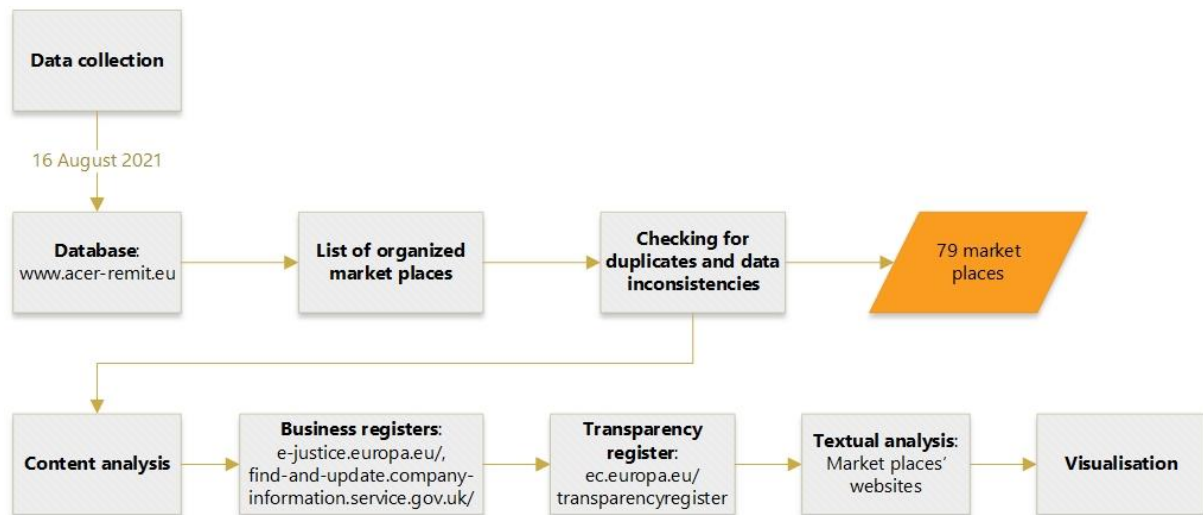 Data collection
16 August 2021
Database:
www.acer-remit.eu
List of organized
market places
Checking for
duplicates and data
inconsistencies
79 market
places
Content analysis
Business registers:
e-justice.europa.eu/,
find-and-update.company-
information.service.gov.uk/
Transparency
register:
ec.europa.eu/
transparencyregister
Textual analysis:
Market places’
websites
Visualisation